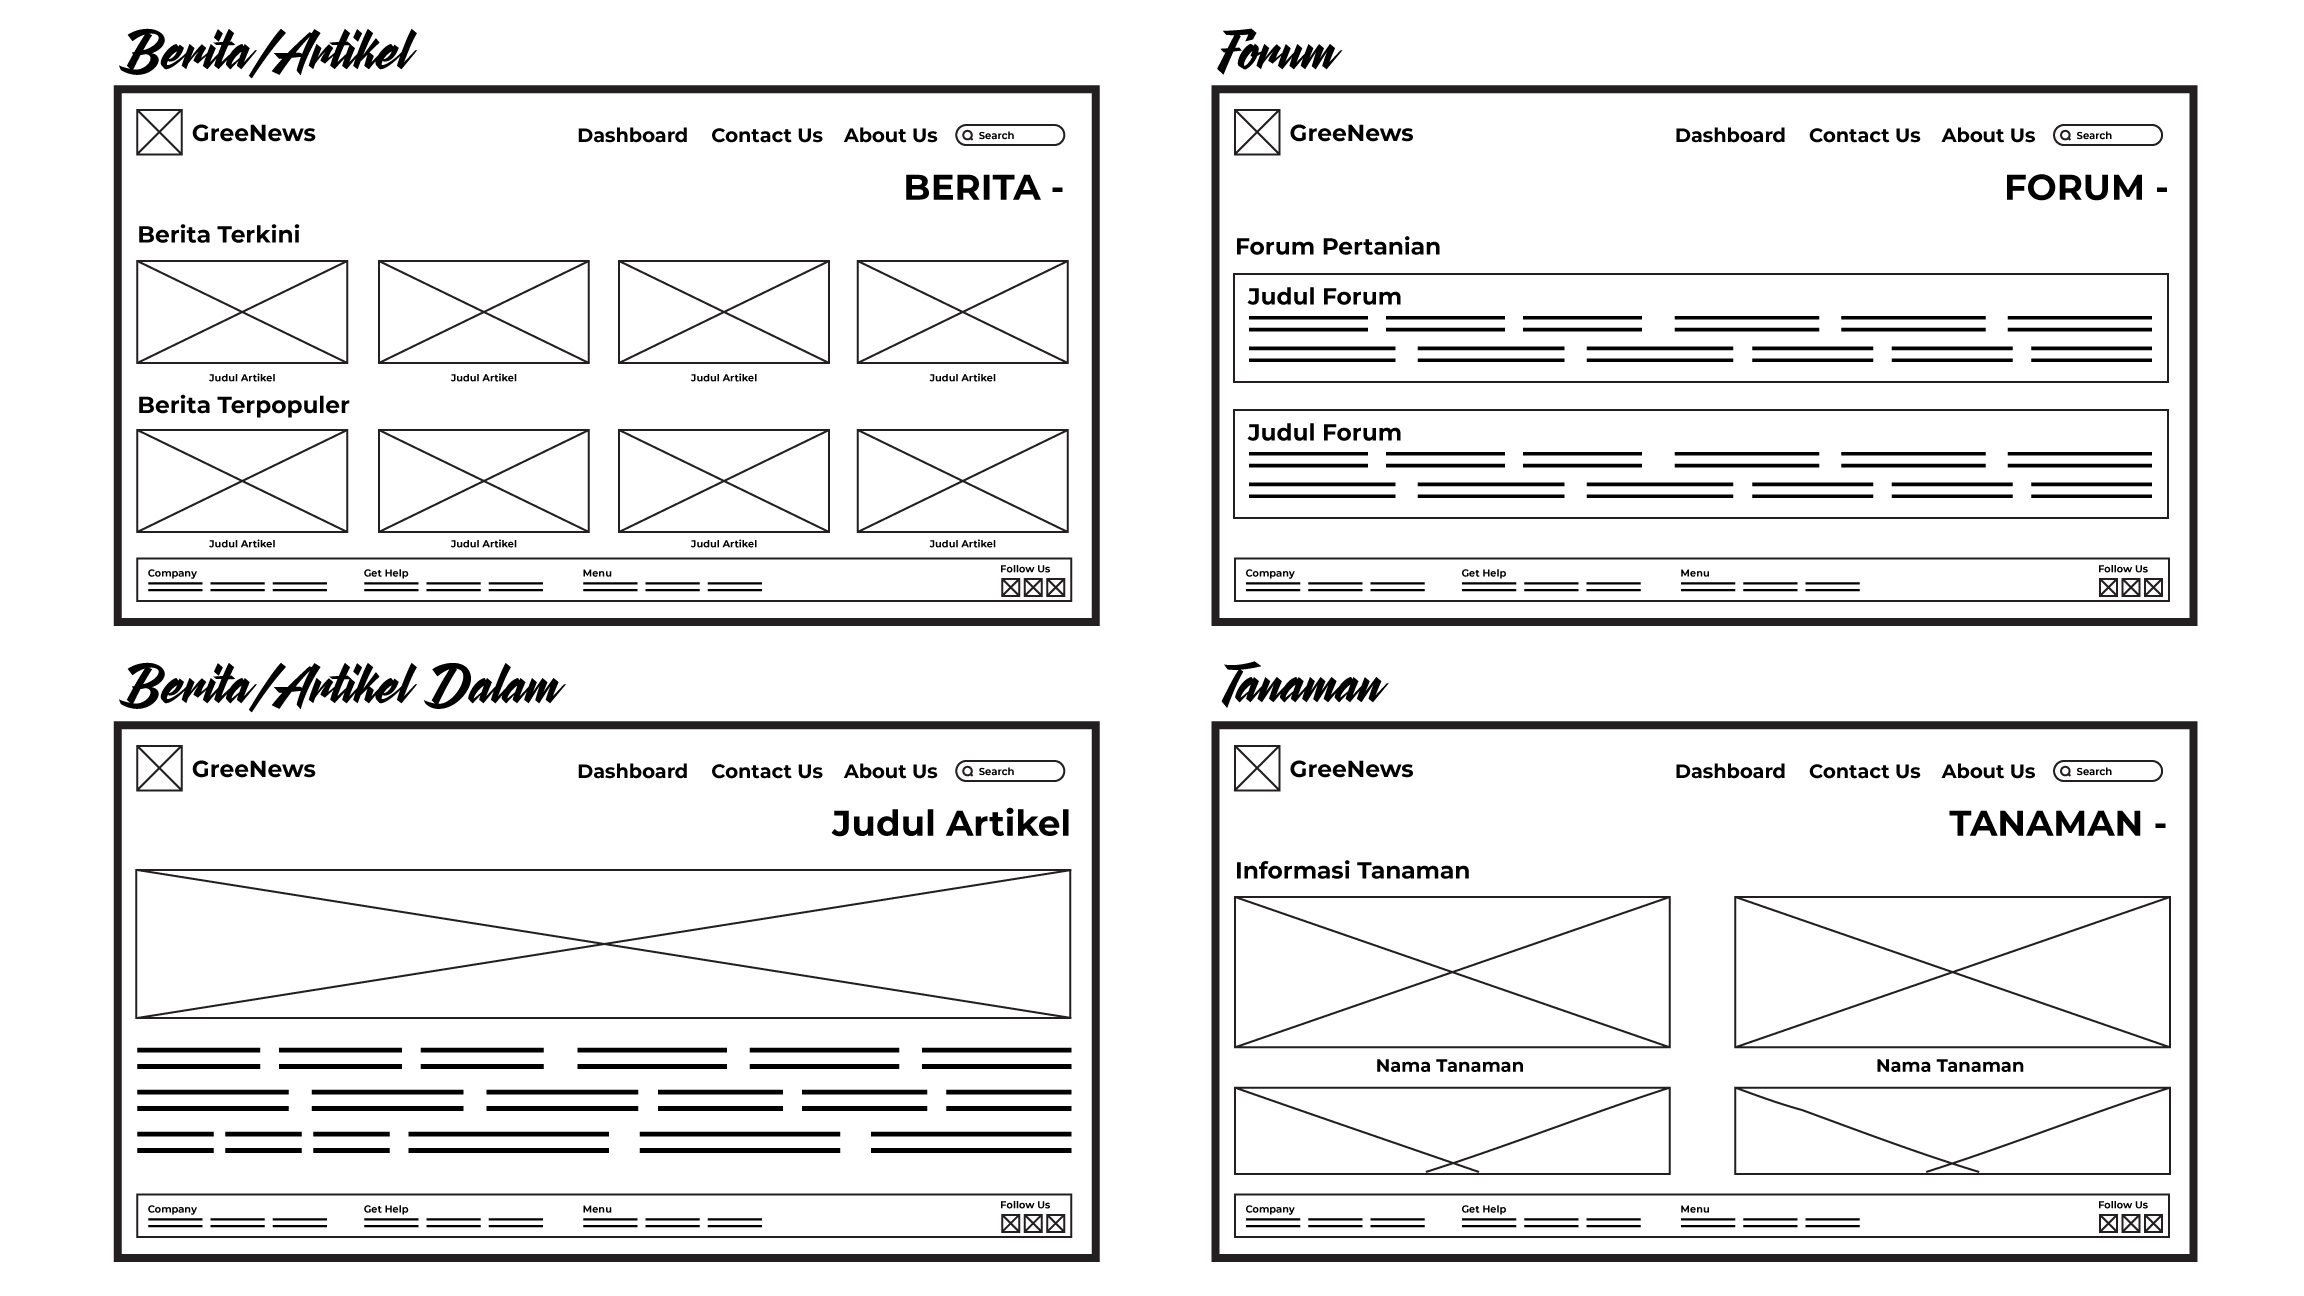 Berita/Artikel
GreeNews
Dashboard Contact Us About Us Search
BERITA -
Berita Terkini
Judul Artikel Judul Artikel Judul Artikel Judul Artikel
Berita Terpopuler
Judul Artikel Judul Artikel Judul Artikel Judul Artikel
Company Get Help Menu Follow Us
Forum
GreeNews
Dashboard Contact Us About Us Search
FORUM -
Forum Pertanian
Judul Forum
Judul Forum
Company Get Help Menu Follow Us
Berita/Artikel Dalam
GreeNews
Dashboard Contact Us About Us Search
Judul Artikel
Company Get Help Menu Follow Us
Tanaman
GreeNews
Dashboard Contact Us About Us Search
TANAMAN -
Informasi Tanaman
Nama Tanaman Nama Tanaman
Company Get Help Menu Follow Us